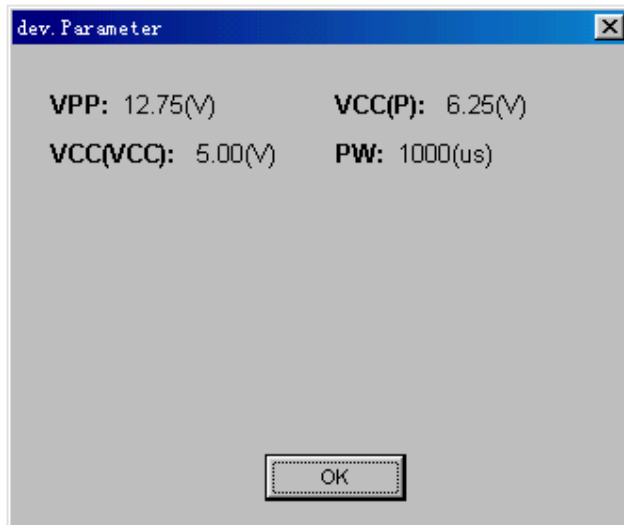 dev.Parameter
VPP: 12.75(V) VCC(P): 6.25(V)
VCC(VCC): 5.00(V) PW: 1000(us)
OK